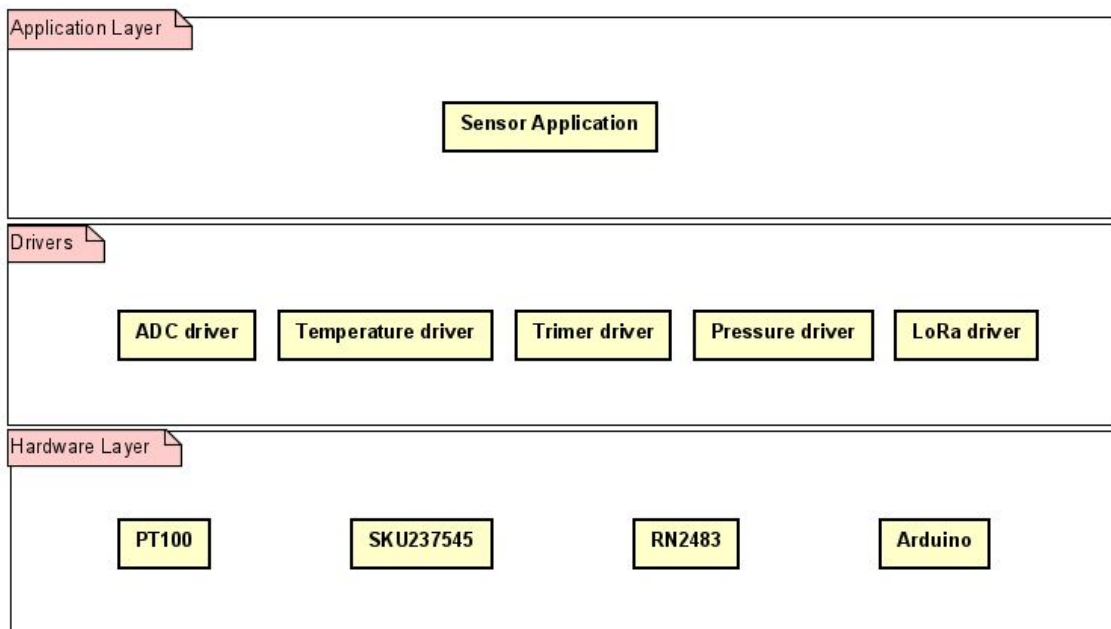 Application Layer
Sensor Application
Drivers
ADC driver
Temperature driver
Trimer driver
Pressure driver
LoRa driver
Hardware Layer
PT100
SKU237545
RN2483
Arduino